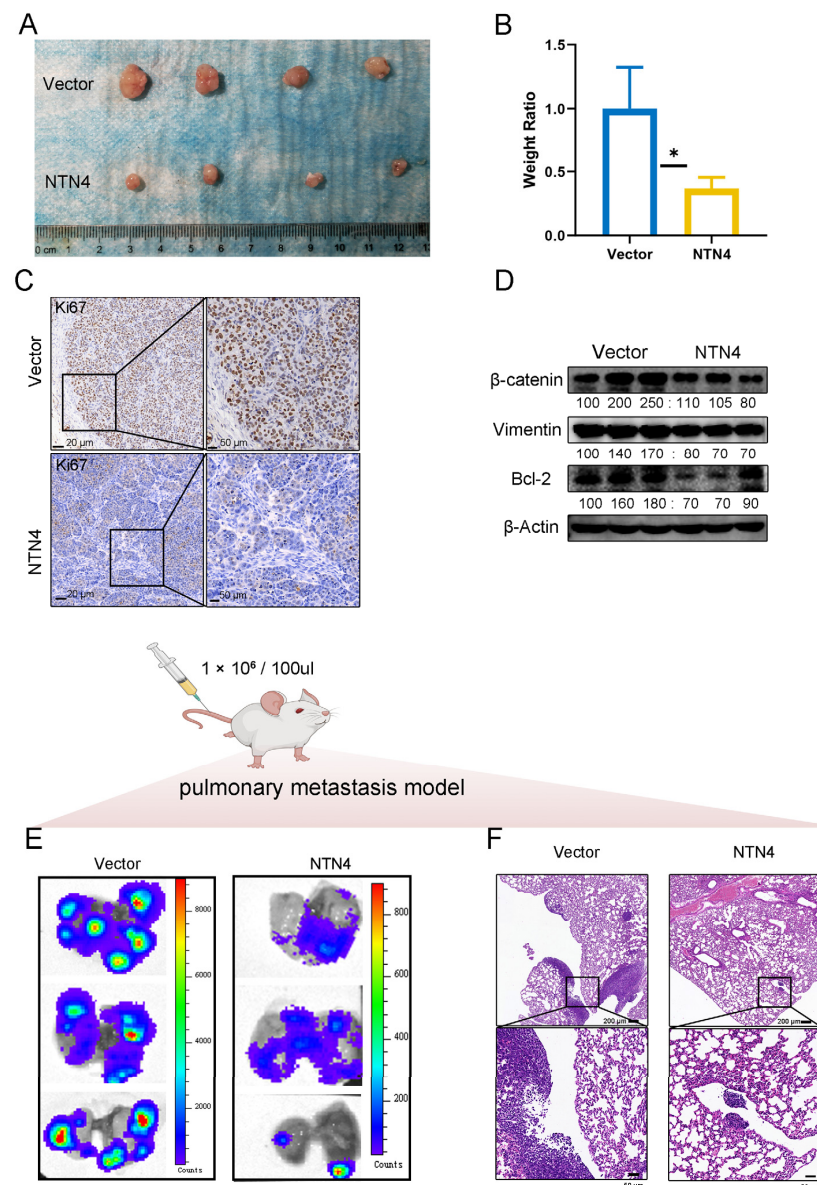 A
Vector
NTN4
0 cm 1 2 3 4 5 6 7 8 9 10 11 12 13
B
Weight Ratio
1.5
1.0
0.5
0.0
*
Vector NTN4
C
Vector
Ki67
20 μm
50 μm
NTN4
Ki67
20 μm
50 μm
D
Vector NTN4
β-catenin
100 200 250 : 110 105 80
Vimentin
100 140 170 : 80 70 70
Bcl-2
100 160 180 : 70 70 90
β-Actin
1 × 10⁶ / 100ul
pulmonary metastasis model
E
Vector NTN4
8000
6000
4000
2000
Counts
800
600
400
200
Counts
F
Vector NTN4
200 μm
200 μm